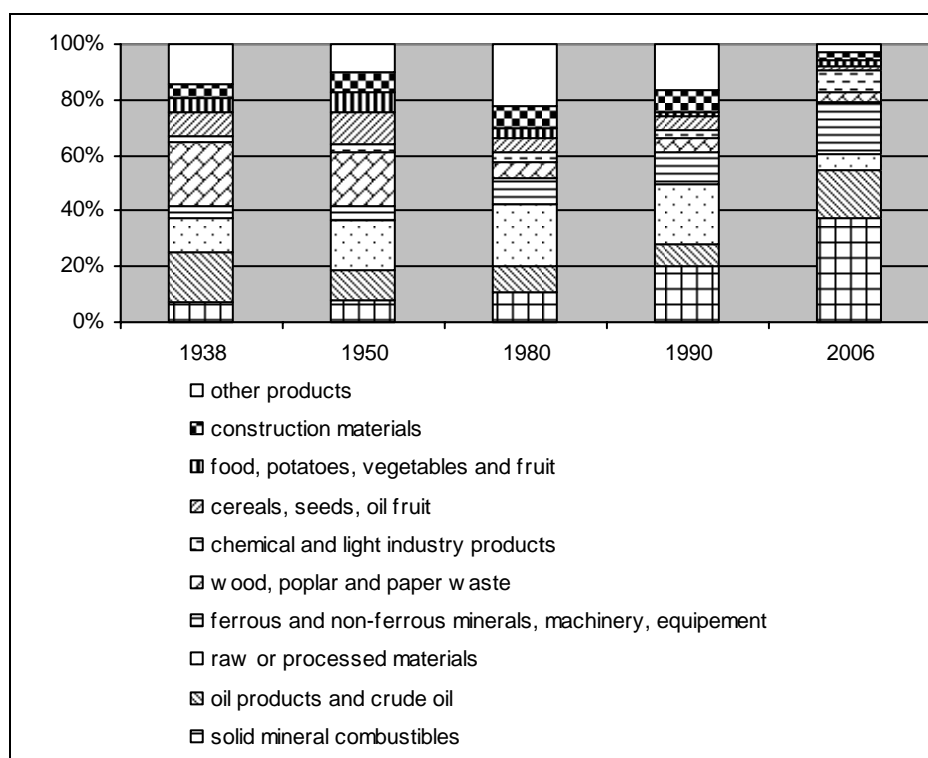 100%
80%
60%
40%
20%
0%
1938 1950 1980 1990 2006
other products
construction materials
food, potatoes, vegetables and fruit
cereals, seeds, oil fruit
chemical and light industry products
wood, poplar and paper waste
ferrous and non-ferrous minerals, machinery, equipement
raw or processed materials
oil products and crude oil
solid mineral combustibles